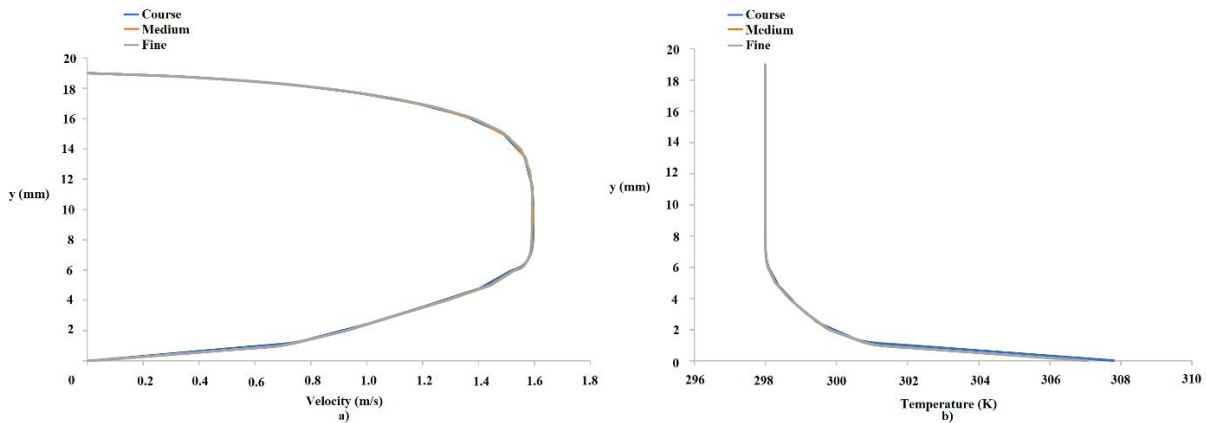 Course
Medium
Fine
20
18
16
14
12
10
8
6
4
2
y (mm)
0 0.2 0.4 0.6 0.8 1.0 1.2 1.4 1.6 1.8
Velocity (m/s)
a)
Course
Medium
Fine
20
18
16
14
12
10
8
6
4
2
0
y (mm)
296 298 300 302 304 306 308 310
Temperature (K)
b)